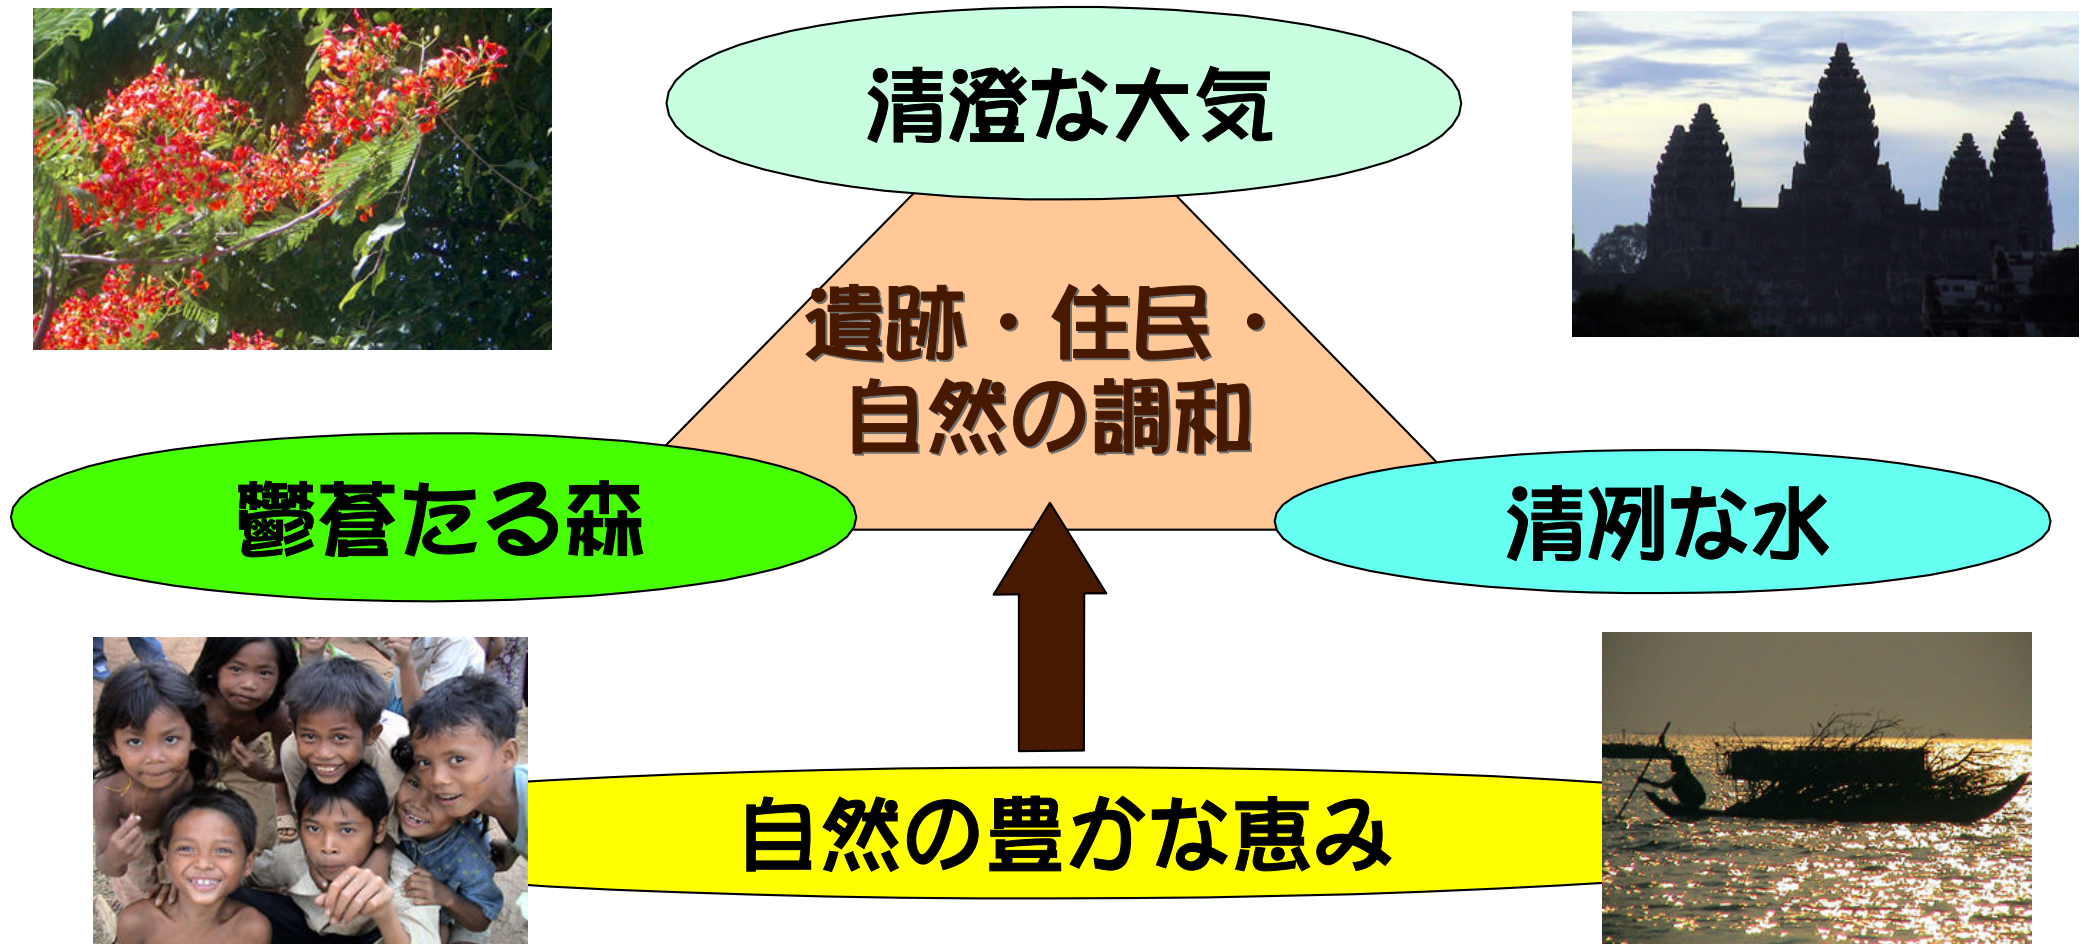 清澄な大気
遺跡・住民・
自然の調和
鬱蒼たる森
清冽な水
自然の豊かな恵み